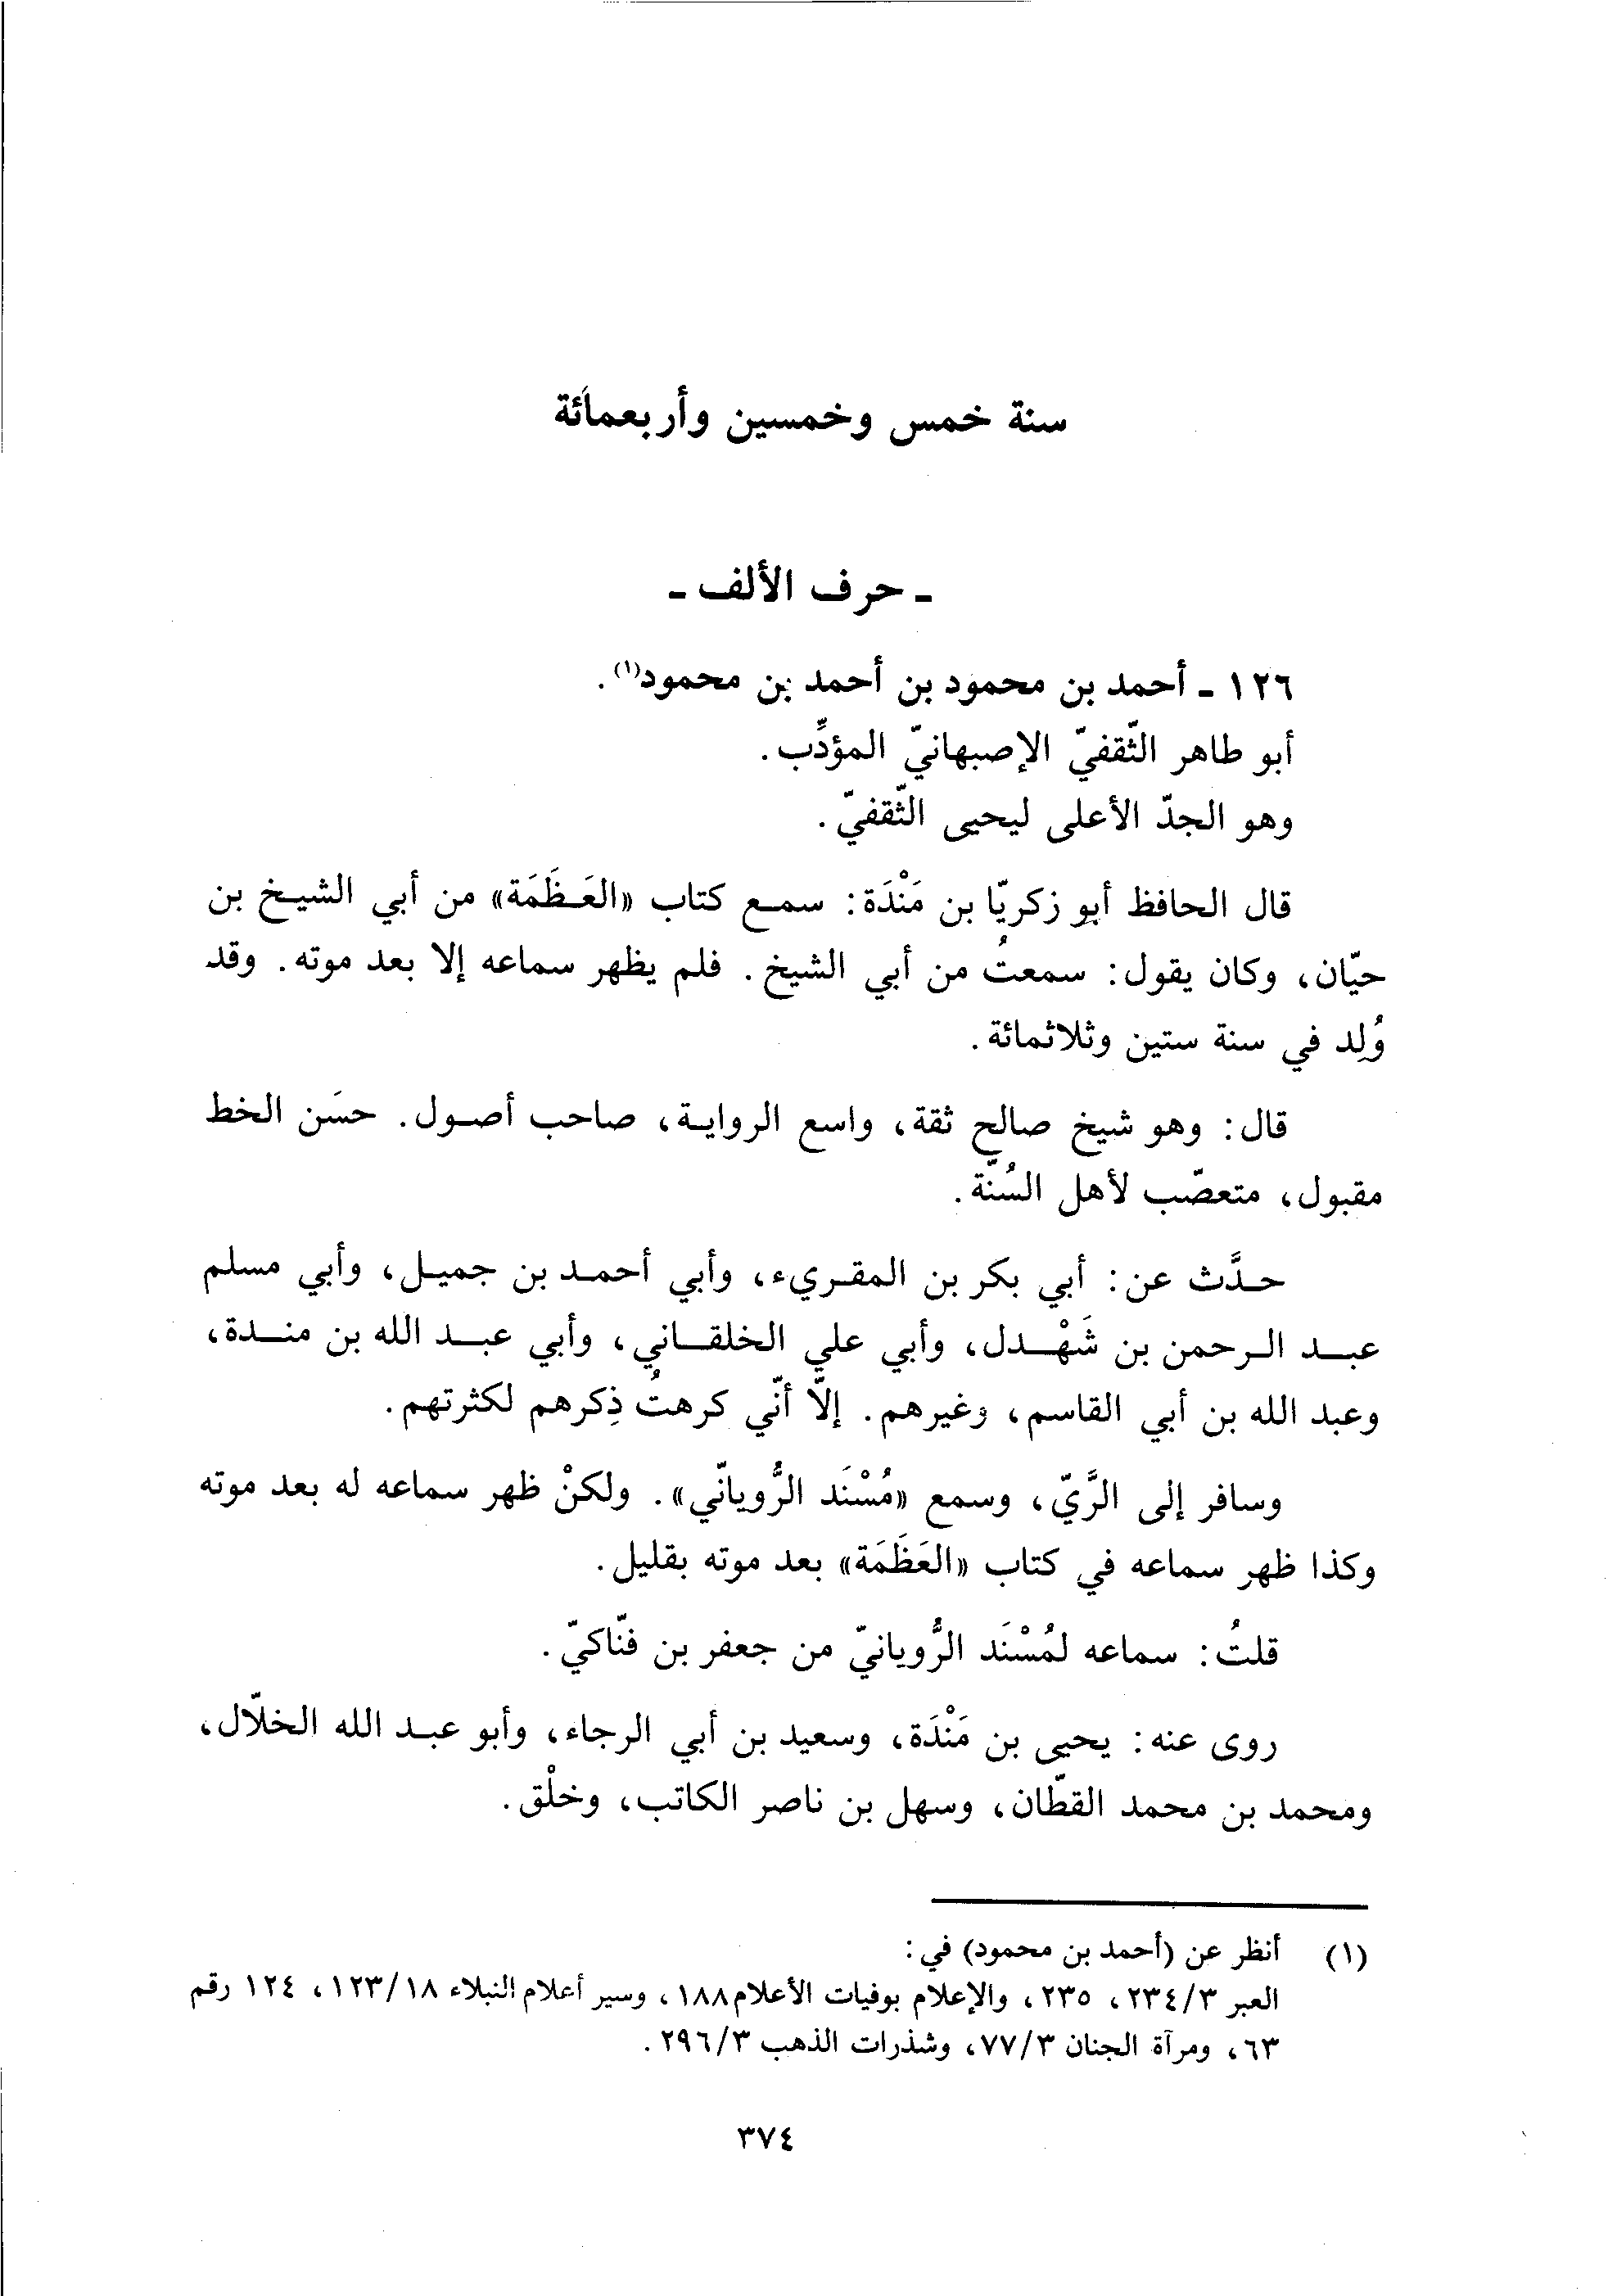 سنة خمس وخمسين وأربعمائة
- حرف الألف -
١٢٦ - أحمد بن محمود بن أحمد بن محمود(١).
أبو طاهر الثّقفيّ الإصبهانيّ المؤدِّب.
وهو الجدّ الأعلى ليحيى الثّقفيّ.
قال الحافظ أبو زكريّا بن مَنْدَة: سمع كتاب «العَظَمَة» من أبي الشيخ بن
حيّان، وكان يقول: سمعتُ من أبي الشيخ. فلم يظهر سماعه إلا بعد موته. وقد
وُلِد في سنة ستين وثلاثمائة.
قال: وهو شيخ صالح ثقة، واسع الرواية، صاحب أصول. حسَن الخط
مقبول، متعصّب لأهل السُنّة.
حدَّث عن: أبي بكر بن المقريء، وأبي أحمد بن جميل، وأبي مسلم
عبد الرحمن بن شَهْدل، وأبي علي الخلقاني، وأبي عبد الله بن مندة،
وعبد الله بن أبي القاسم، وغيرهم. إلاّ أنّي كرهتُ ذِكرهم لكثرتهم.
وسافر إلى الرَّيّ، وسمع «مُسْنَد الرُّويانّي». ولكنْ ظهر سماعه له بعد موته
وكذا ظهر سماعه في كتاب «العَظَمَة» بعد موته بقليل.
قلتُ: سماعه لمُسْنَد الرُّويانيّ من جعفر بن فنّاكيّ.
روى عنه: يحيى بن مَنْدَة، وسعيد بن أبي الرجاء، وأبو عبد الله الخلّال،
ومحمد بن محمد القطّان، وسهل بن ناصر الكاتب، وخلْق.
(١) أنظر عن (أحمد بن محمود) في:
العبر ٢٣٤/٣، ٢٣٥، والإعلام بوفيات الأعلام ١٨٨، وسير أعلام النبلاء ١٢٣/١٨، ١٢٤ رقم
٦٣، ومرآة الجنان ٧٧/٣، وشذرات الذهب ٢٩٦/٣.
٣٧٤